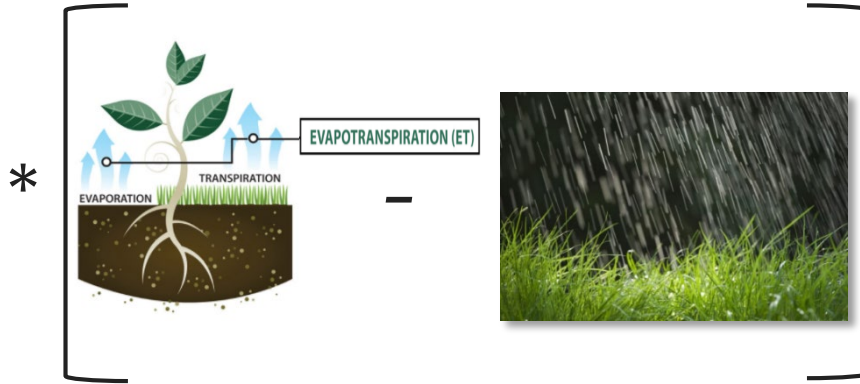 *
EVAPOTRANSPIRATION (ET)
TRANSPIRATION
EVAPORATION
-